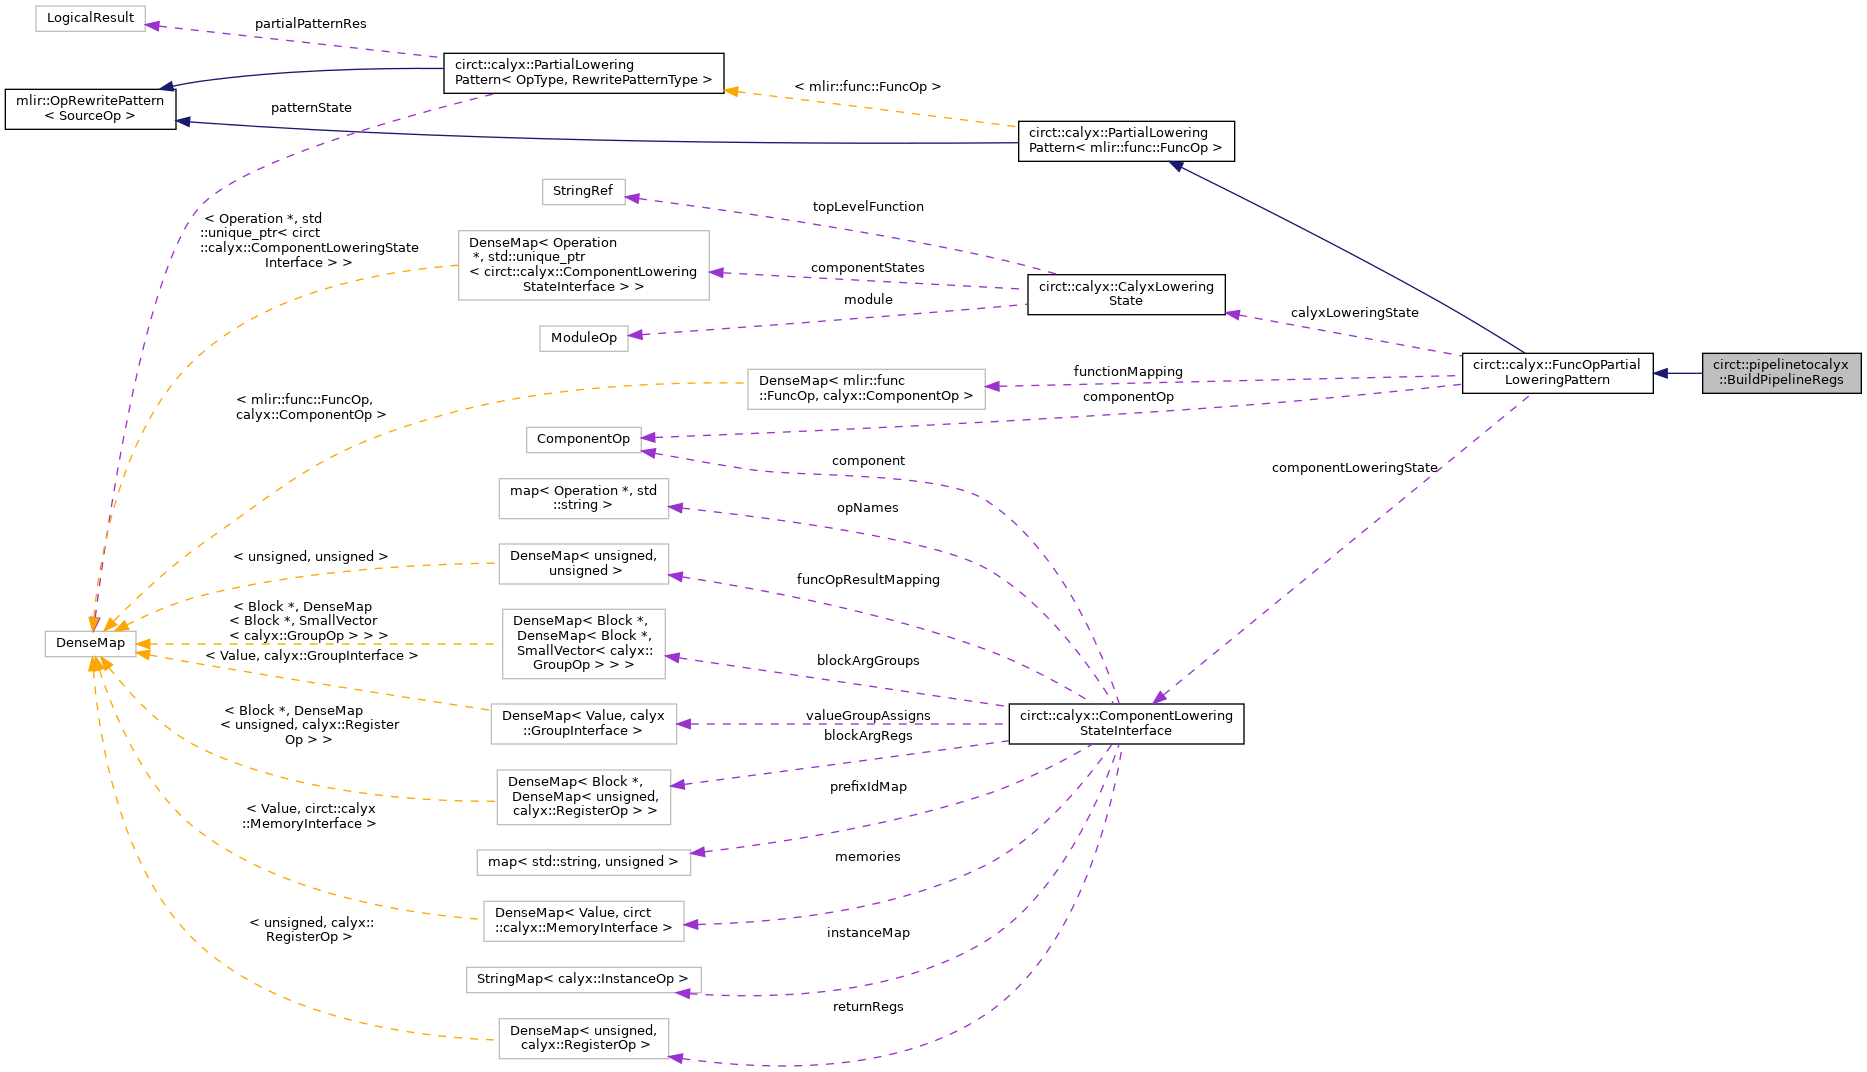 LogicalResult
partialPatternRes
circt::calyx::PartialLowering
Pattern< OpType, RewritePatternType >
mlir::OpRewritePattern
< SourceOp >
patternState
< mlir::func::FuncOp >
circt::calyx::PartialLowering
Pattern< mlir::func::FuncOp >
StringRef
topLevelFunction
< Operation *, std
::unique_ptr< circt
::calyx::ComponentLoweringState
Interface > >
DenseMap< Operation
*, std::unique_ptr
< circt::calyx::ComponentLowering
StateInterface > >
componentStates
circt::calyx::CalyxLowering
State
module
ModuleOp
calyxLoweringState
circt::calyx::FuncOpPartial
LoweringPattern
circt::pipelinetocalyx
::BuildPipelineRegs
functionMapping
DenseMap< mlir::func
::FuncOp, calyx::ComponentOp >
componentOp
< mlir::func::FuncOp,
calyx::ComponentOp >
ComponentOp
component
componentLoweringState
map< Operation *, std
::string >
opNames
< unsigned, unsigned >
DenseMap< unsigned,
unsigned >
funcOpResultMapping
< Block *, DenseMap
< Block *, SmallVector
< calyx::GroupOp > > >
DenseMap< Block *,
DenseMap< Block *,
SmallVector< calyx::
GroupOp > > >
blockArgGroups
DenseMap
< Value, calyx::GroupInterface >
DenseMap< Value, calyx
::GroupInterface >
valueGroupAssigns
circt::calyx::ComponentLowering
StateInterface
< Block *, DenseMap
< unsigned, calyx::Register
Op > >
blockArgRegs
DenseMap< Block *,
DenseMap< unsigned,
calyx::RegisterOp > >
prefixIdMap
< Value, circt::calyx
::MemoryInterface >
map< std::string, unsigned >
memories
DenseMap< Value, circt
::calyx::MemoryInterface >
< unsigned, calyx::
RegisterOp >
instanceMap
StringMap< calyx::InstanceOp >
returnRegs
DenseMap< unsigned,
calyx::RegisterOp >